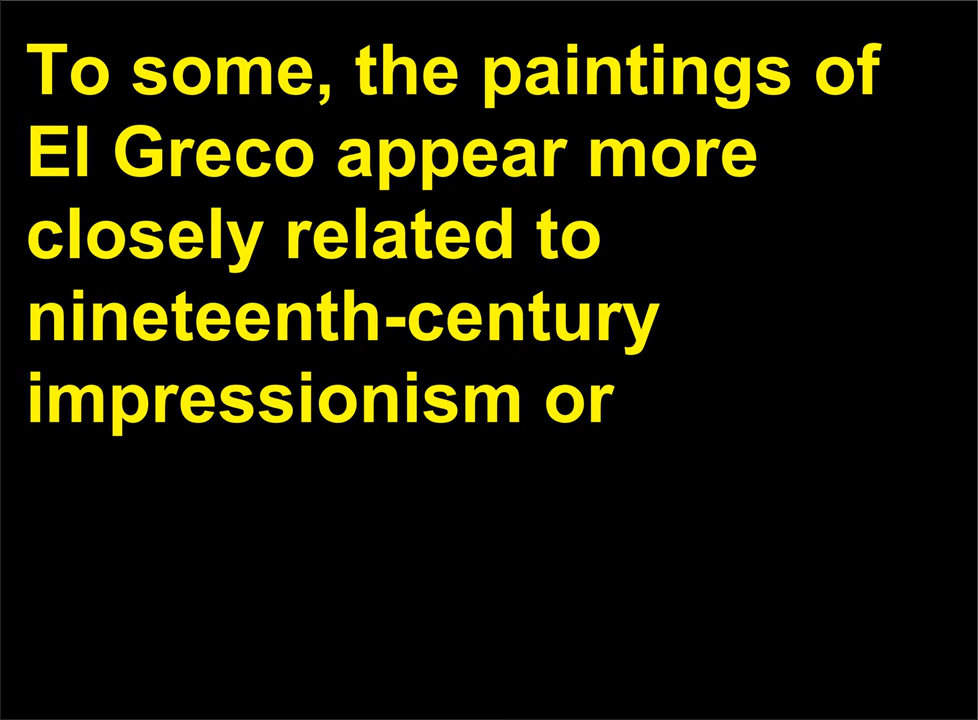 To some, the paintings of
El Greco appear more
closely related to
nineteenth-century
impressionism or